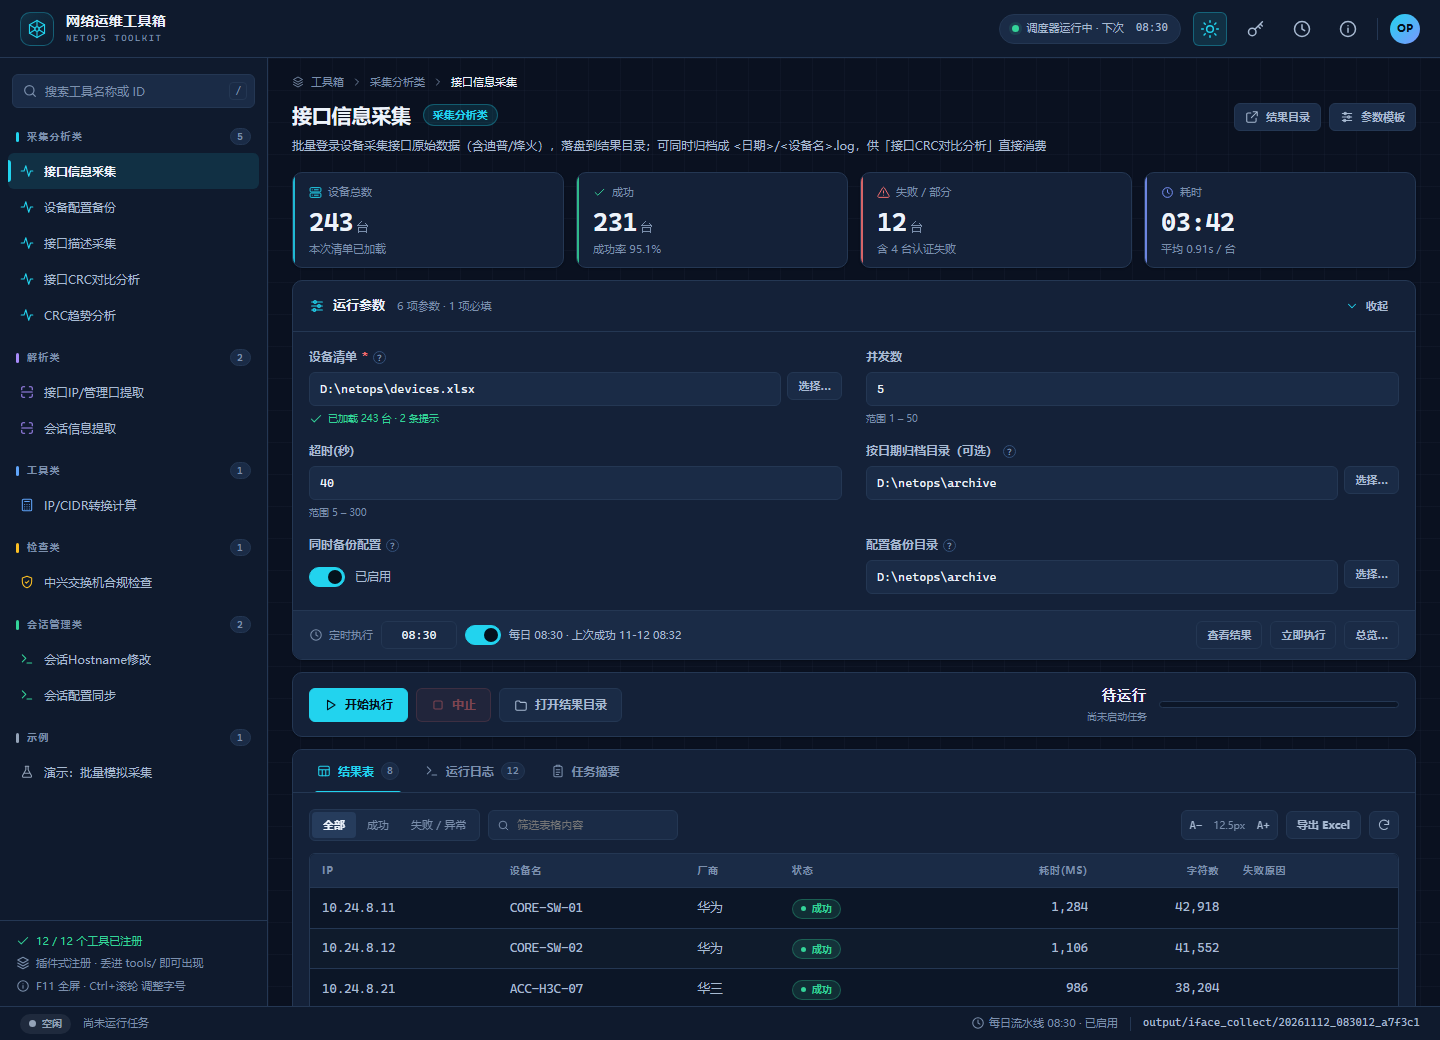 网络运维工具箱
NETOPS TOOLKIT
调度器运行中 · 下次 08:30
OP
搜索工具名称或 ID /
采集分析类 5
接口信息采集
设备配置备份
接口描述采集
接口CRC对比分析
CRC趋势分析
解析类 2
接口IP/管理口提取
会话信息提取
工具类 1
IP/CIDR转换计算
检查类 1
中兴交换机合规检查
会话管理类 2
会话Hostname修改
会话配置同步
示例 1
演示：批量模拟采集
12 / 12 个工具已注册
插件式注册 · 丢进 tools/ 即可出现
F11 全屏 · Ctrl+滚轮 调整字号
工具箱 > 采集分析类 > 接口信息采集
接口信息采集 采集分析类
结果目录 参数模板
批量登录设备采集接口原始数据（含迪普/烽火），落盘到结果目录；可同时归档成 <日期>/<设备名>.log，供「接口CRC对比分析」直接消费
设备总数
243 台
本次清单已加载
成功
231 台
成功率 95.1%
失败 / 部分
12 台
含 4 台认证失败
耗时
03:42
平均 0.91s / 台
运行参数 6 项参数 · 1 项必填 收起
设备清单 * ?
D:\netops\devices.xlsx 选择...
已加载 243 台 · 2 条提示
并发数
5
范围 1 – 50
超时(秒)
40
范围 5 – 300
按日期归档目录（可选） ?
D:\netops\archive 选择...
同时备份配置 ?
已启用
配置备份目录 ?
D:\netops\archive 选择...
定时执行 08:30 每日 08:30 · 上次成功 11-12 08:32 查看结果 立即执行 总览...
开始执行 中止 打开结果目录
待运行
尚未启动任务
结果表 8 运行日志 12 任务摘要
全部 成功 失败 / 异常 筛选表格内容 A− 12.5px A+ 导出 Excel
IP 设备名 厂商 状态 耗时(MS) 字符数 失败原因
10.24.8.11 CORE-SW-01 华为 成功 1,284 42,918
10.24.8.12 CORE-SW-02 华为 成功 1,106 41,552
10.24.8.21 ACC-H3C-07 华三 成功 986 38,204
空闲 尚未运行任务
每日流水线 08:30 · 已启用 output/iface_collect/20261112_083012_a7f3c1